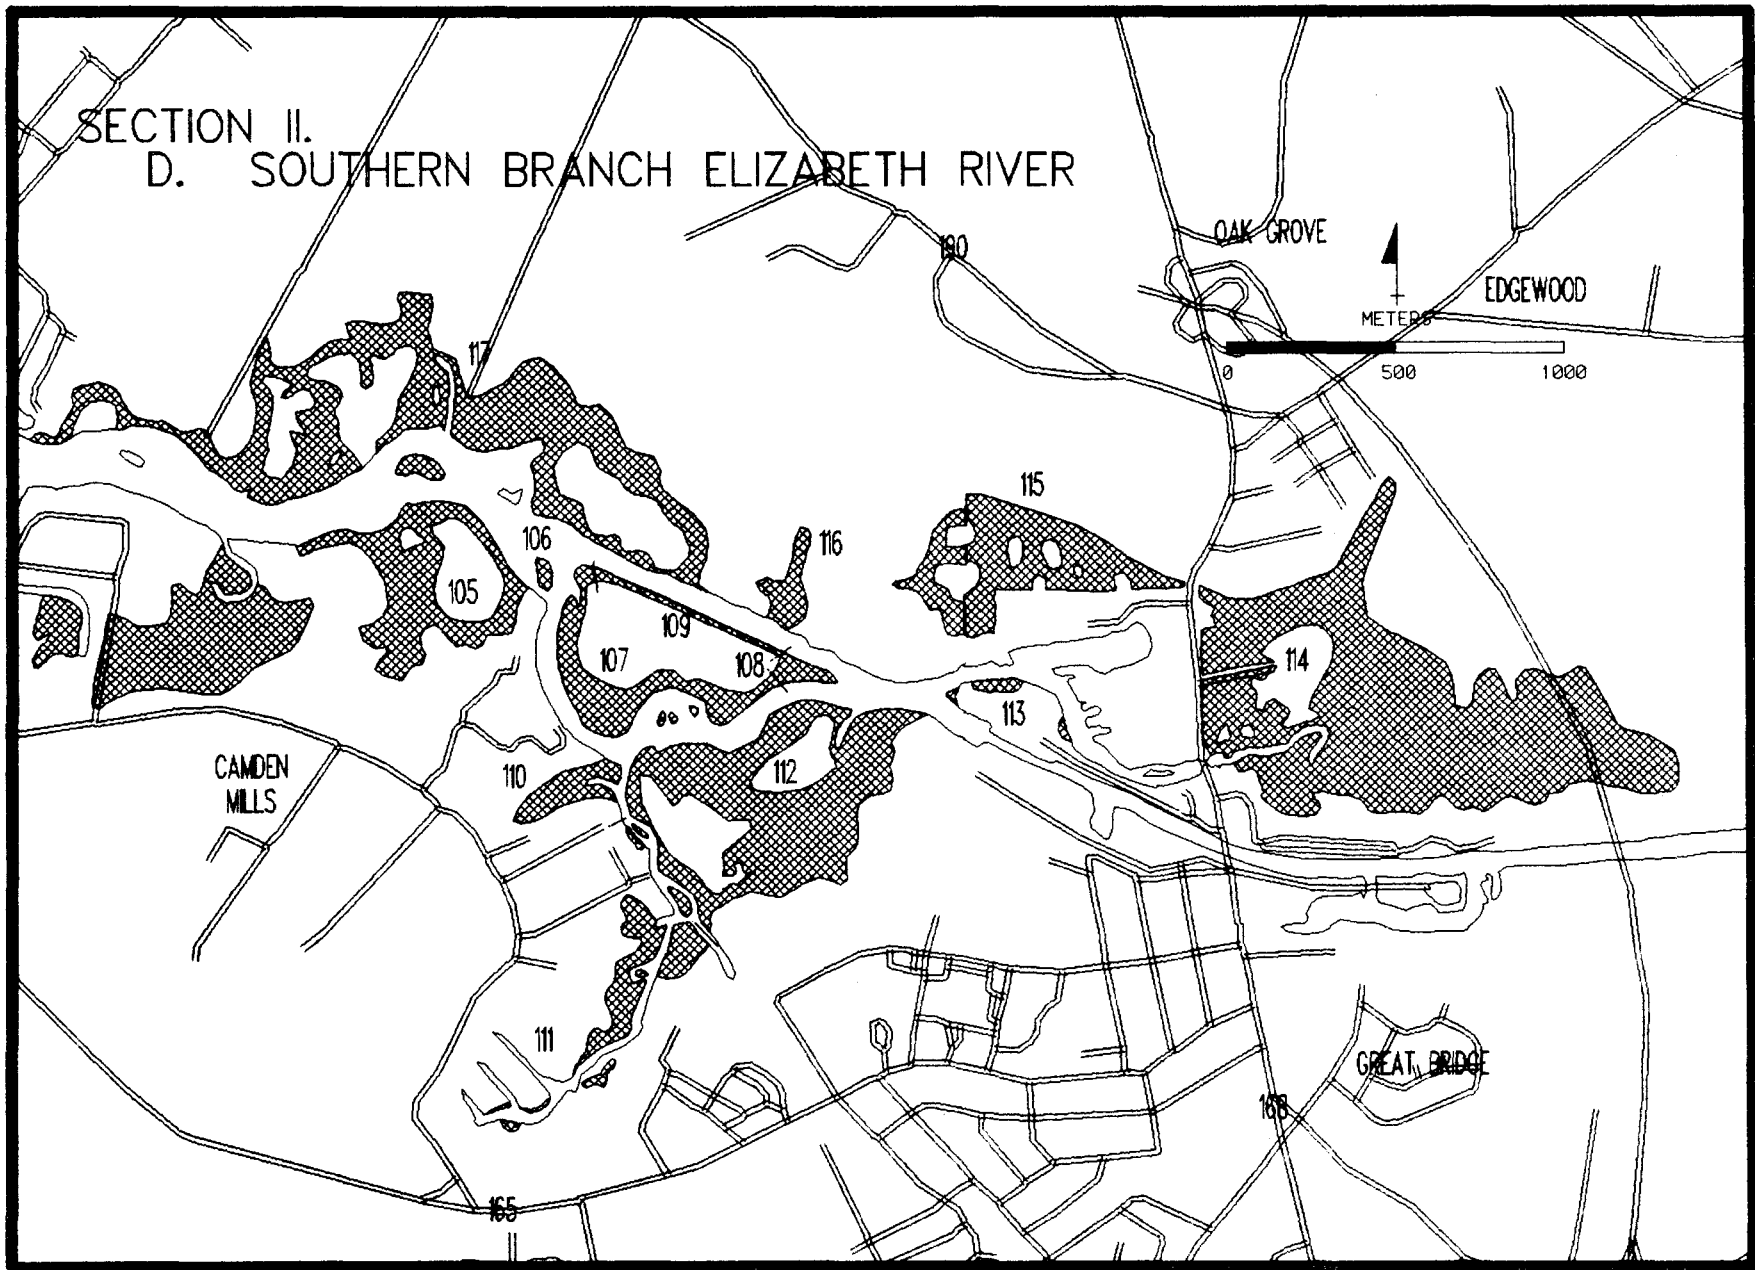 SECTION II.
D. SOUTHERN BRANCH ELIZABETH RIVER
OAK GROVE
190
EDGEWOOD
METERS
0 500 1000
117
115
116
106
105
109
107
108
114
113
112
110
CAMDEN
MILLS
111
GREAT BRIDGE
168
165